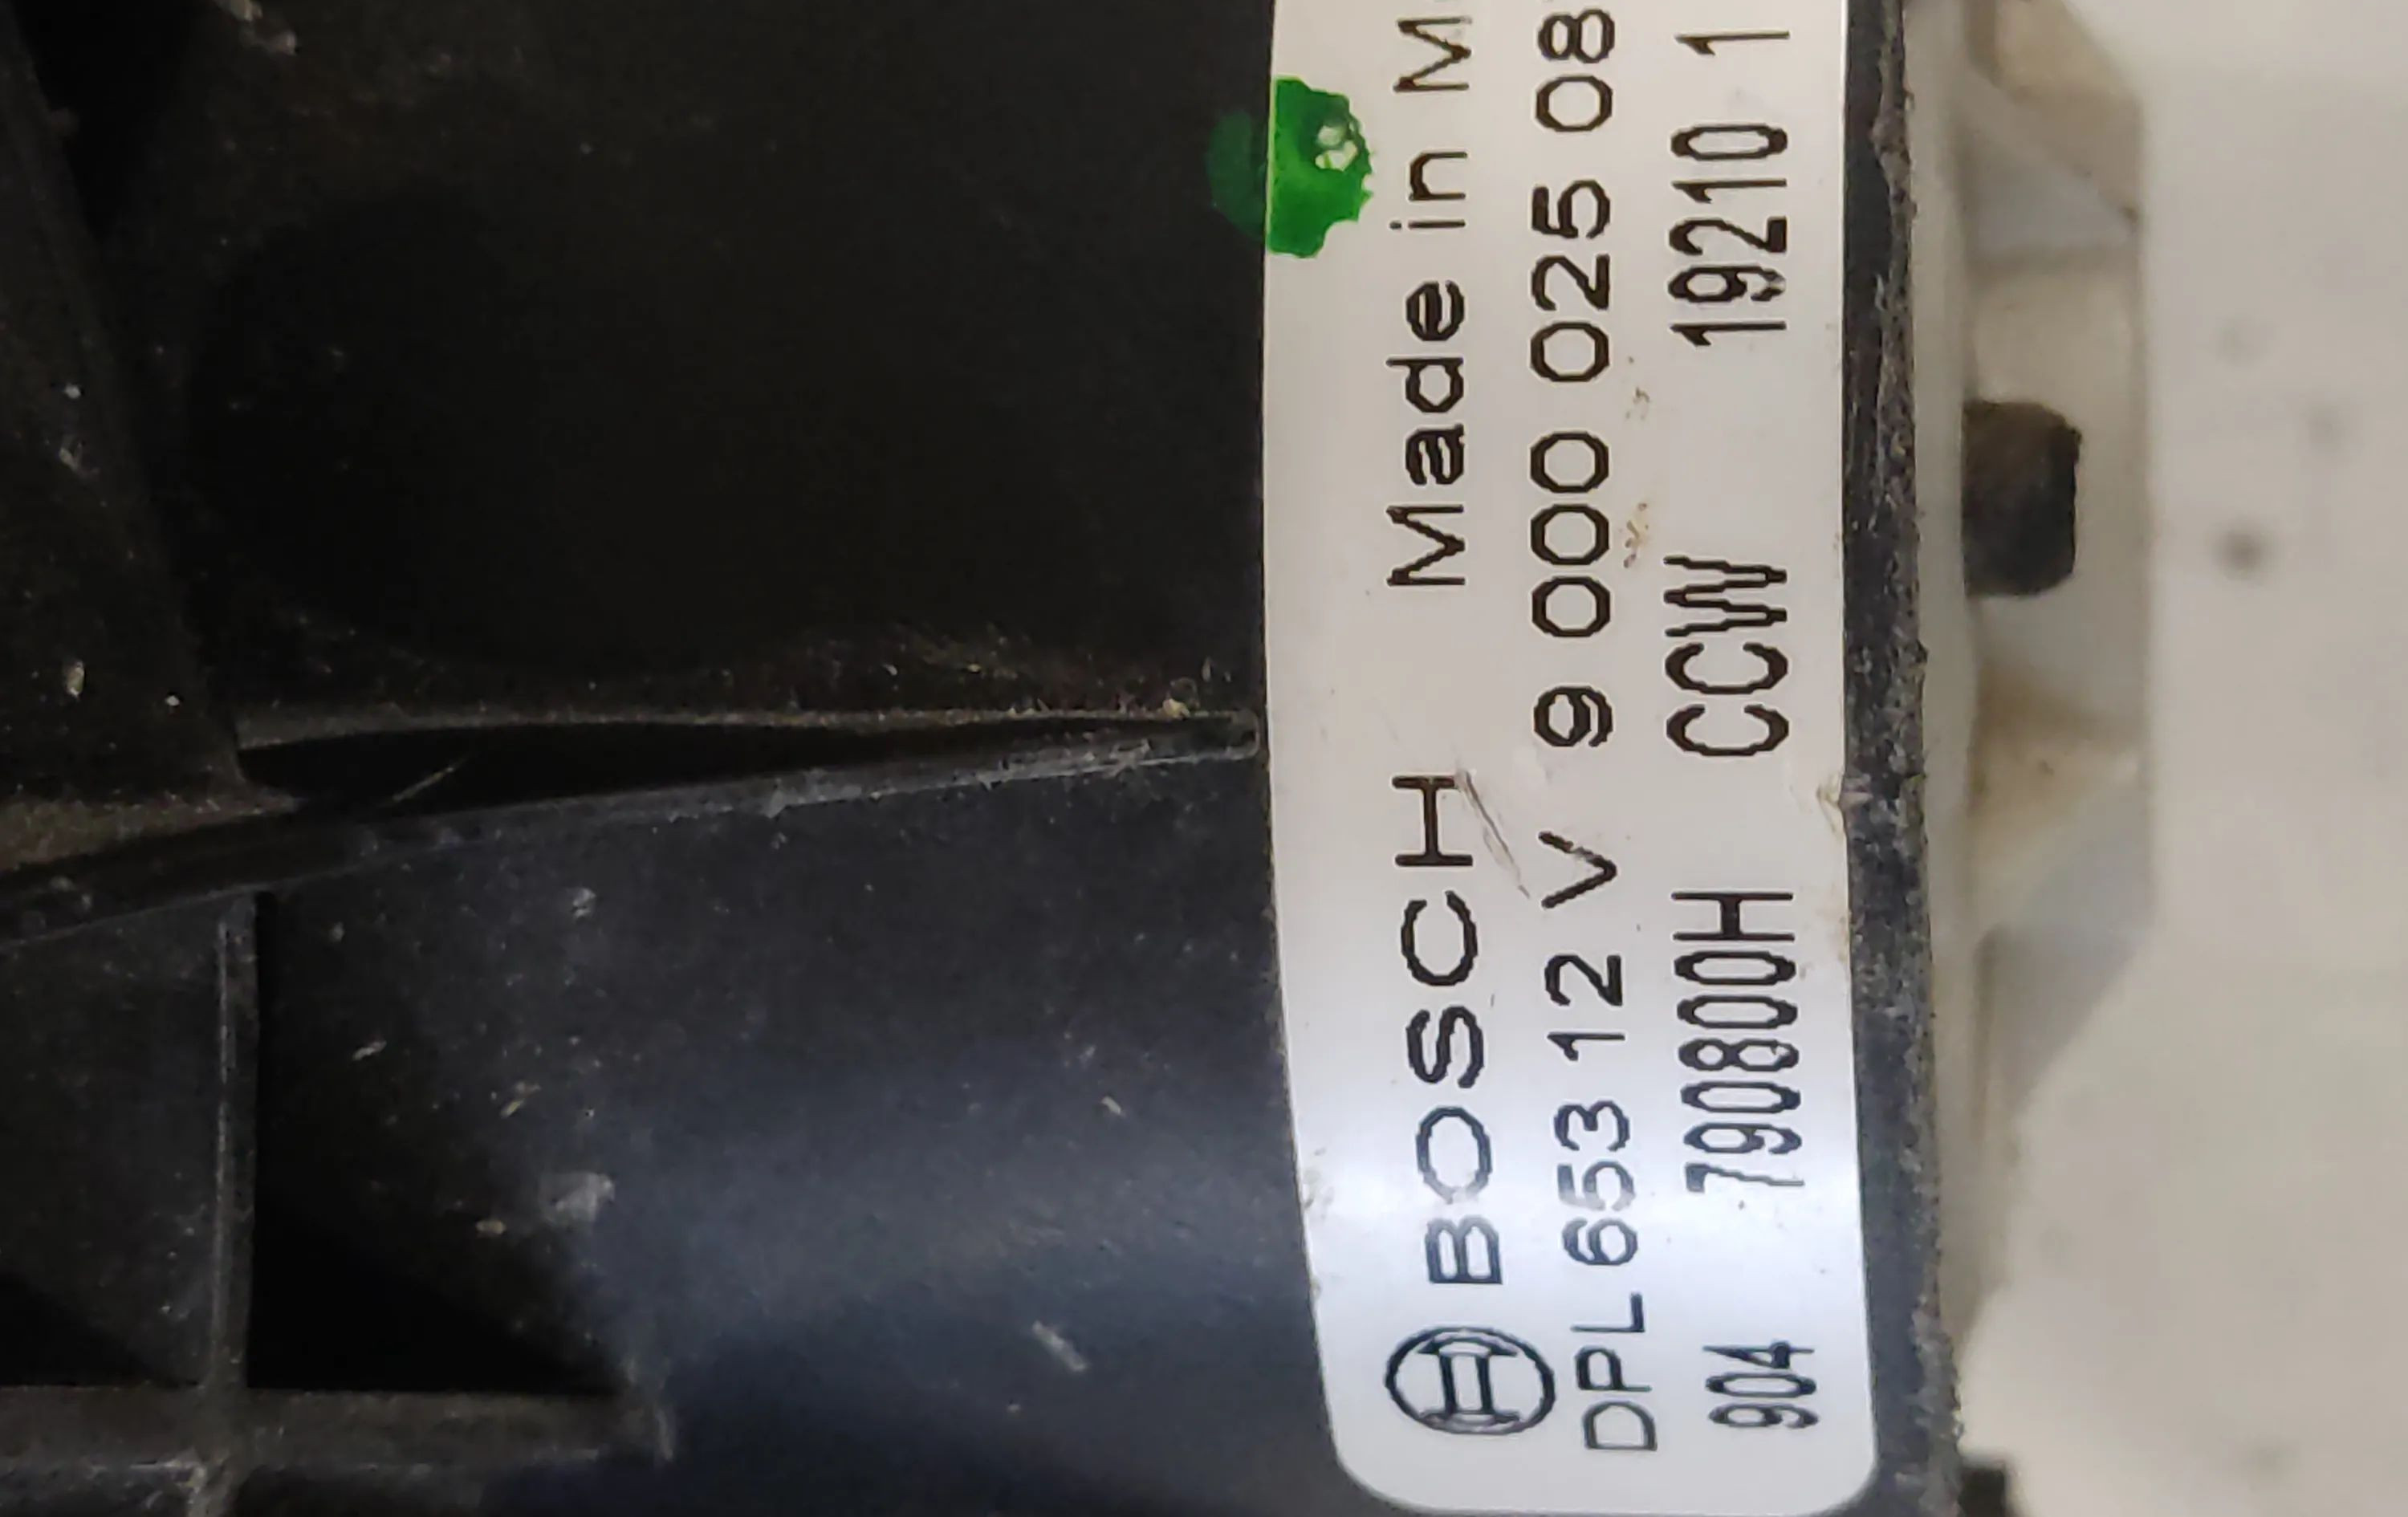 BOSCH Made in M
DPL 653 12 V 9 000 025 08
904 790800H CCW 19210 1